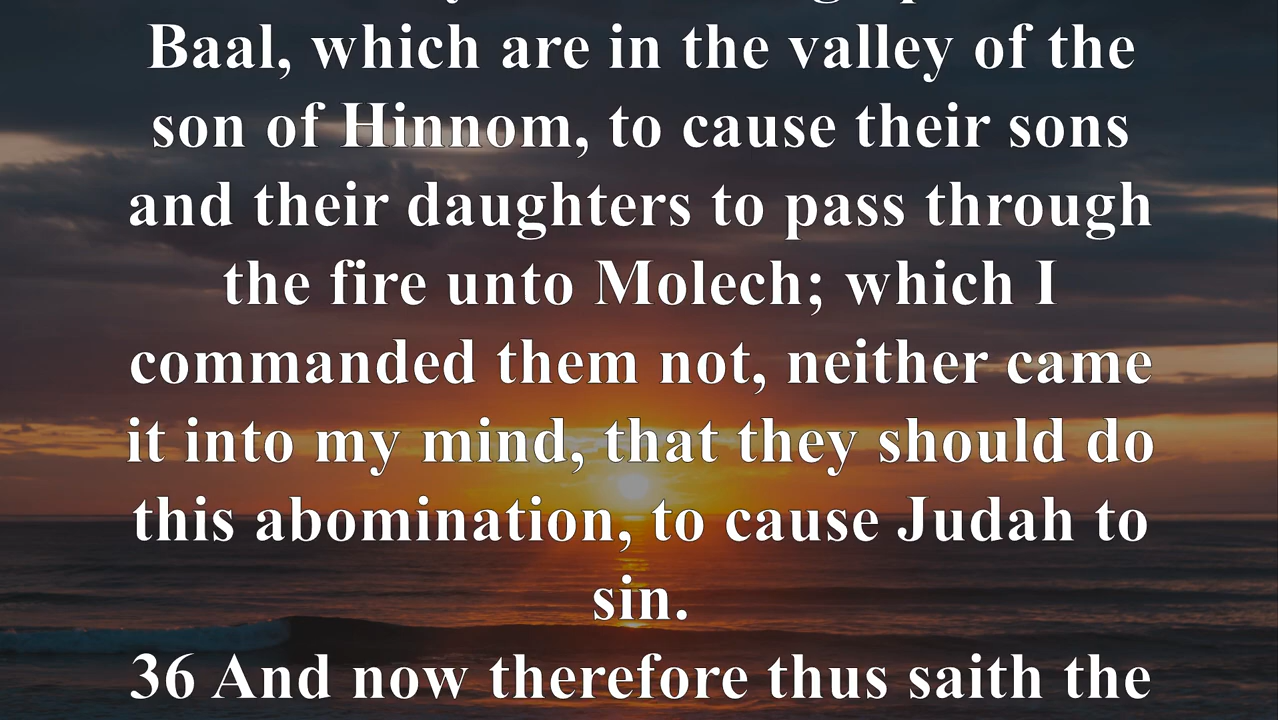 Baal, which are in the valley of the
son of Hinnom, to cause their sons
and their daughters to pass through
the fire unto Molech; which I
commanded them not, neither came
it into my mind, that they should do
this abomination, to cause Judah to
sin.
36 And now therefore thus saith the